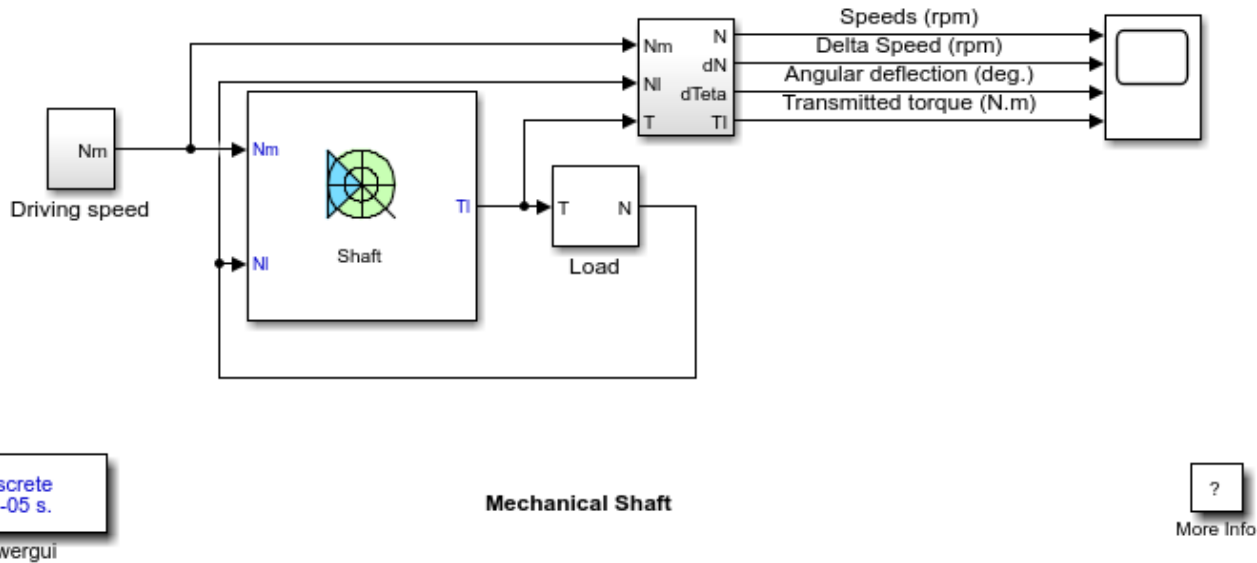 Speeds (rpm)
Delta Speed (rpm)
Angular deflection (deg.)
Transmitted torque (N.m)
Nm
Nl
T
N
dN
dTeta
Tl
Nm
Driving speed
Nm
Nl
Tl
Shaft
T
N
Load
screte
-05 s.
wergui
Mechanical Shaft
?
More Info